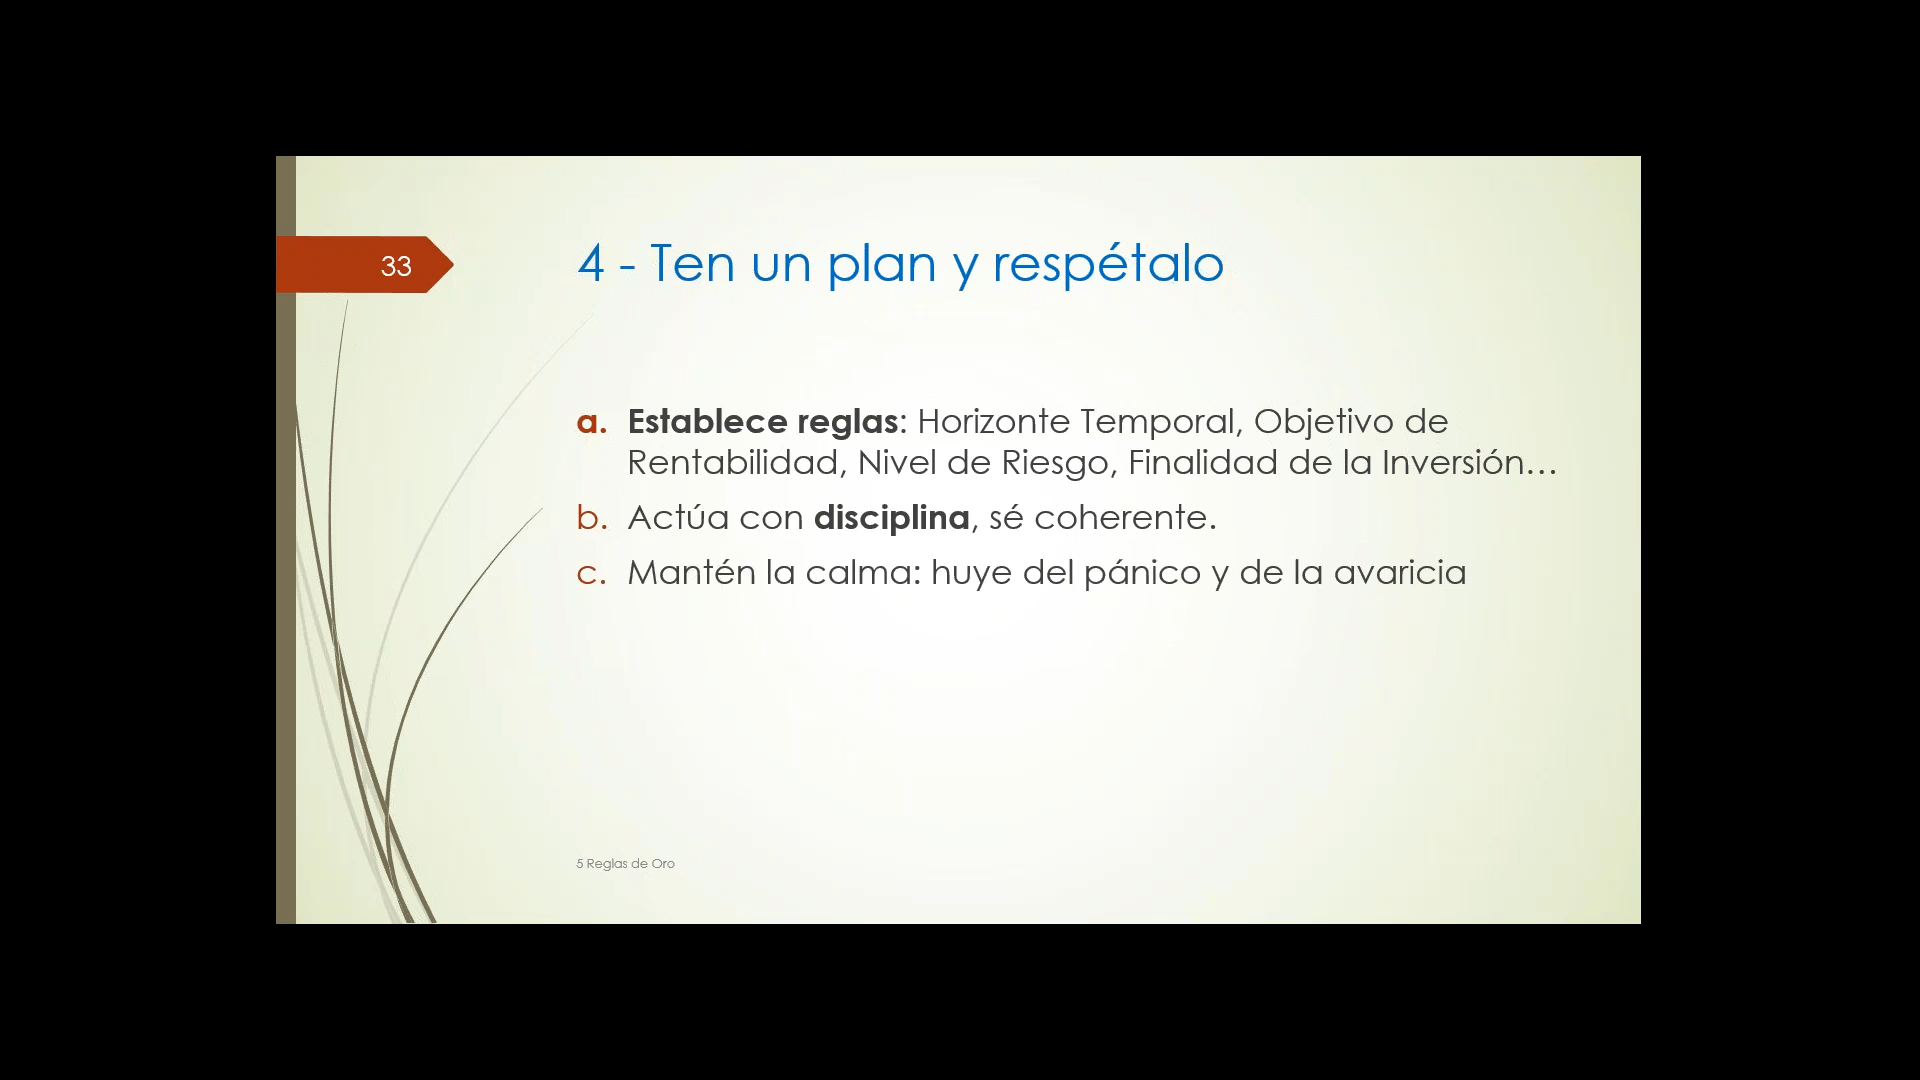 33
4 - Ten un plan y respétalo
a. Establece reglas: Horizonte Temporal, Objetivo de
Rentabilidad, Nivel de Riesgo, Finalidad de la Inversión…
b. Actúa con disciplina, sé coherente.
c. Mantén la calma: huye del pánico y de la avaricia
5 Reglas de Oro